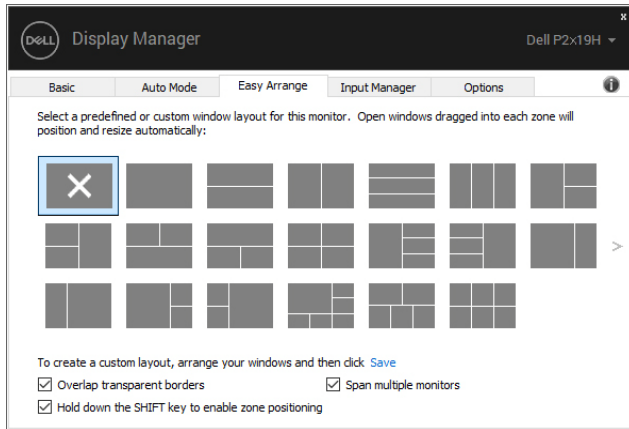 x
DELL Display Manager Dell P2x19H
Basic Auto Mode Easy Arrange Input Manager Options i
Select a predefined or custom window layout for this monitor. Open windows dragged into each zone will
position and resize automatically:
To create a custom layout, arrange your windows and then click Save
Overlap transparent borders Span multiple monitors
Hold down the SHIFT key to enable zone positioning